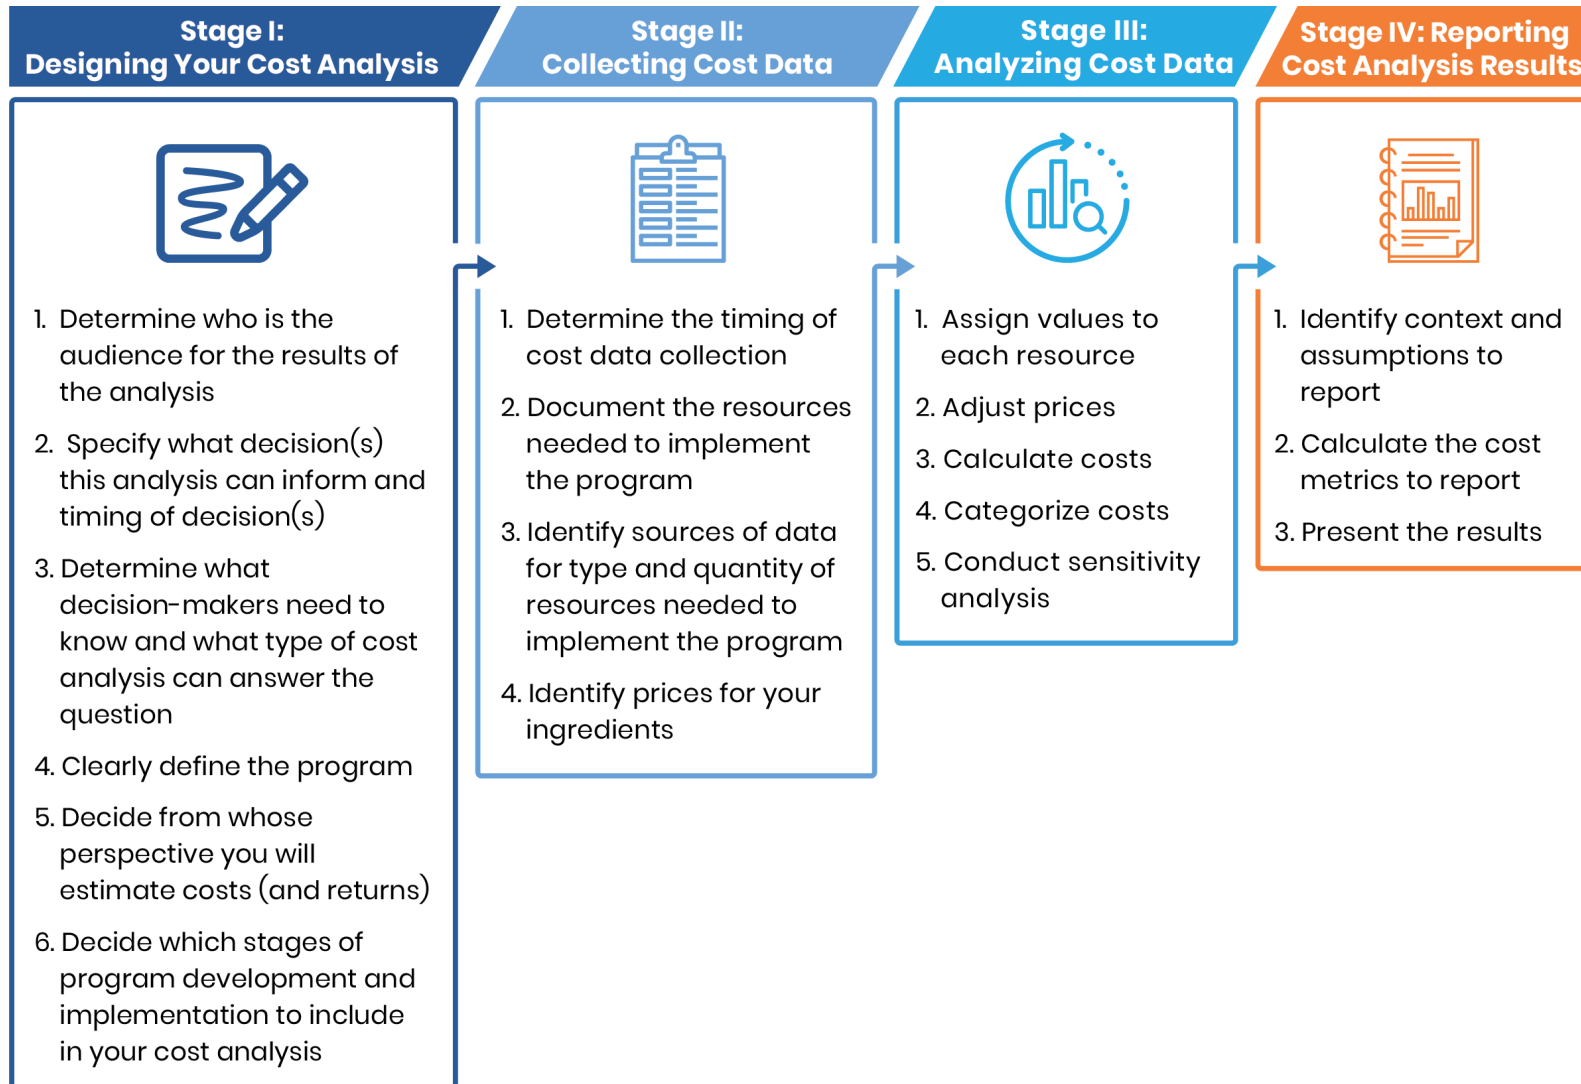 Stage I:
Designing Your Cost Analysis
1. Determine who is the
audience for the results of
the analysis
2. Specify what decision(s)
this analysis can inform and
timing of decision(s)
3. Determine what
decision-makers need to
know and what type of cost
analysis can answer the
question
4. Clearly define the program
5. Decide from whose
perspective you will
estimate costs (and returns)
6. Decide which stages of
program development and
implementation to include
in your cost analysis
Stage II:
Collecting Cost Data
1. Determine the timing of
cost data collection
2. Document the resources
needed to implement
the program
3. Identify sources of data
for type and quantity of
resources needed to
implement the program
4. Identify prices for your
ingredients
Stage III:
Analyzing Cost Data
1. Assign values to
each resource
2. Adjust prices
3. Calculate costs
4. Categorize costs
5. Conduct sensitivity
analysis
Stage IV: Reporting
Cost Analysis Results
1. Identify context and
assumptions to
report
2. Calculate the cost
metrics to report
3. Present the results